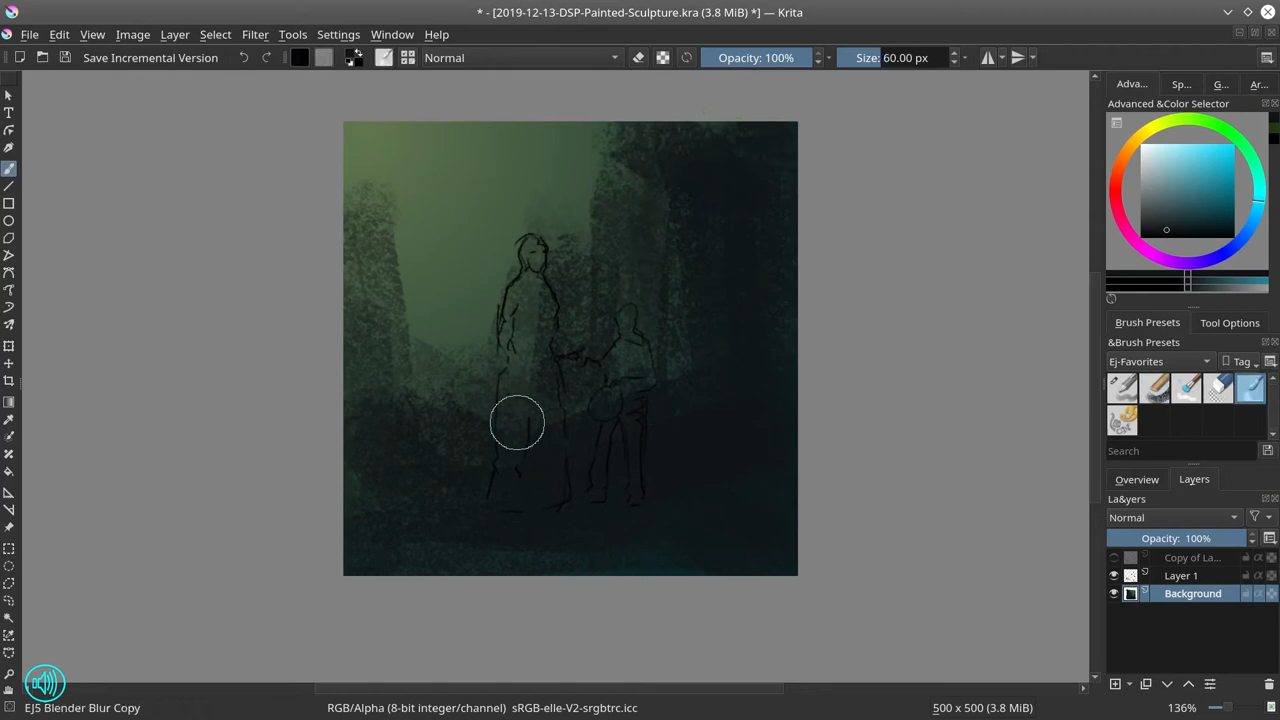 * - [2019-12-13-DSP-Painted-Sculpture.kra (3.8 MiB) *] — Krita
File Edit View Image Layer Select Filter Tools Settings Window Help
Save Incremental Version Normal Opacity: 100% Size: 60.00 px
Adva... Sp... G... Ar...
Advanced &Color Selector
Brush Presets Tool Options
&Brush Presets
Ej-Favorites Tag
Search
Overview Layers
La&yers
Normal
Opacity: 100%
Copy of La...
Layer 1
Background
EJ5 Blender Blur Copy RGB/Alpha (8-bit integer/channel) sRGB-elle-V2-srgbtrc.icc 500 x 500 (3.8 MiB) 136%